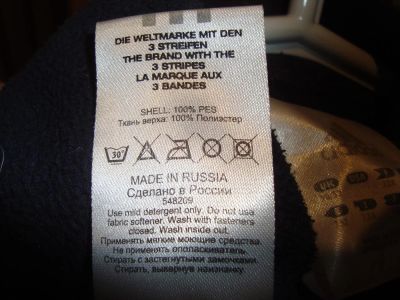 DIE WELTMARKE MIT DEN
3 STREIFEN
THE BRAND WITH THE
3 STRIPES
LA MARQUE AUX
3 BANDES
SHELL: 100% PES
Ткань верха: 100% Полиэстер
30°
MADE IN RUSSIA
Сделано в России
548209
Use mild detergent only. Do not use
fabric softener. Wash with fasteners
closed. Wash inside out.
Применять мягкие моющие средства.
Не применять ополаскиватель.
Стирать с застегнутыми замочками.
Стирать, вывернув наизнанку.